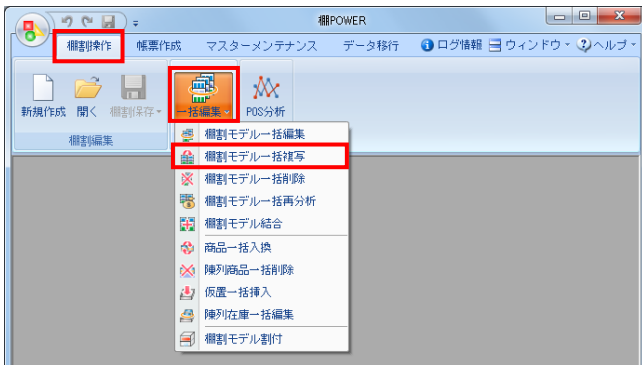 棚POWER
棚割操作 帳票作成 マスターメンテナンス データ移行 ログ情報 ウィンドウ ヘルプ
新規作成 開く 棚割保存 一括編集 POS分析
棚割編集
棚割モデル一括編集
棚割モデル一括複写
棚割モデル一括削除
棚割モデル一括再分析
棚割モデル結合
商品一括入換
陳列商品一括削除
仮置一括挿入
陳列在庫一括編集
棚割モデル割付